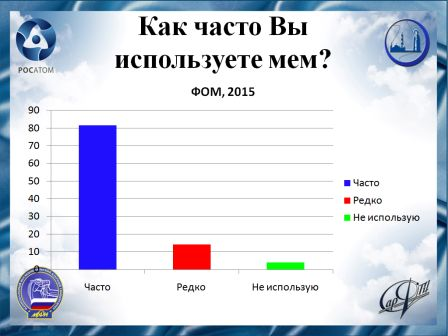 Как часто Вы
используете мем?
РОСАТОМ
ФОМ, 2015
90
80
70
60
50
40
30
20
10
0
Часто
Редко
Не использую
Часто
Редко
Не использую